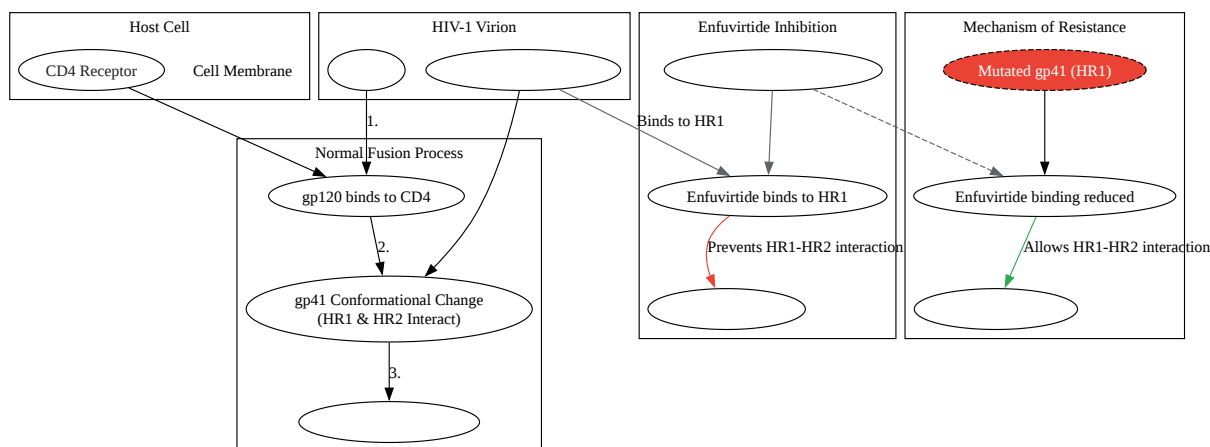 Host Cell
HIV-1 Virion
Enfuvirtide Inhibition
Mechanism of Resistance
CD4 Receptor
Cell Membrane
Mutated gp41 (HR1)
1.
Binds to HR1
Normal Fusion Process
gp120 binds to CD4
Enfuvirtide binds to HR1
Enfuvirtide binding reduced
2.
Prevents HR1-HR2 interaction
Allows HR1-HR2 interaction
gp41 Conformational Change
(HR1 & HR2 Interact)
3.